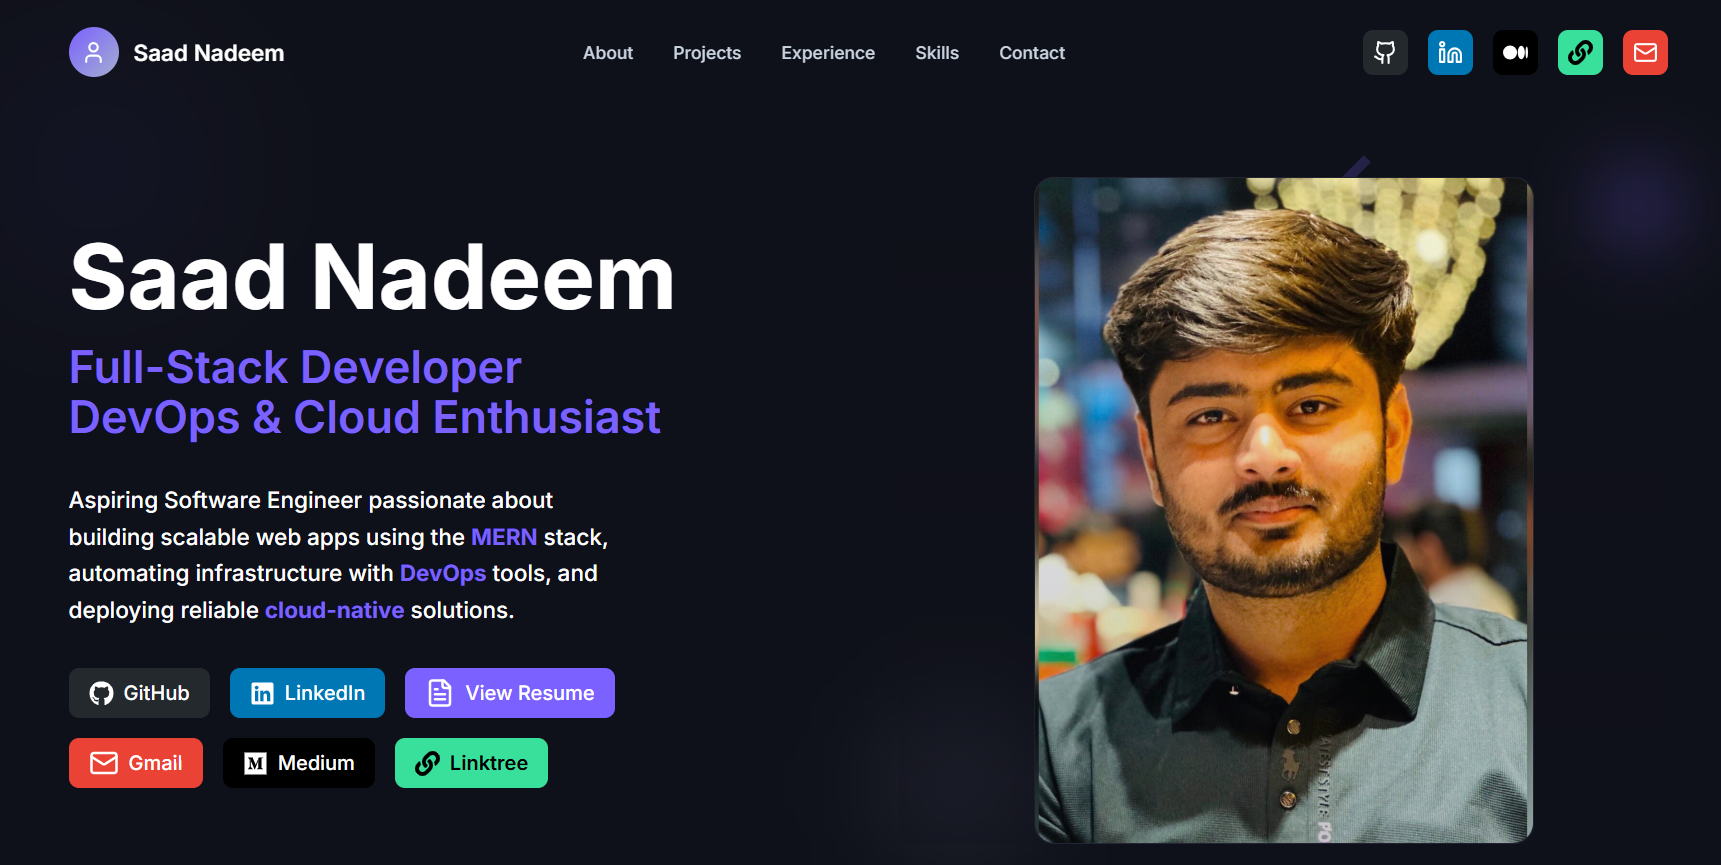 Saad Nadeem
About Projects Experience Skills Contact
Saad Nadeem
Full-Stack Developer
DevOps & Cloud Enthusiast
Aspiring Software Engineer passionate about
building scalable web apps using the MERN stack,
automating infrastructure with DevOps tools, and
deploying reliable cloud-native solutions.
GitHub LinkedIn View Resume
Gmail Medium Linktree